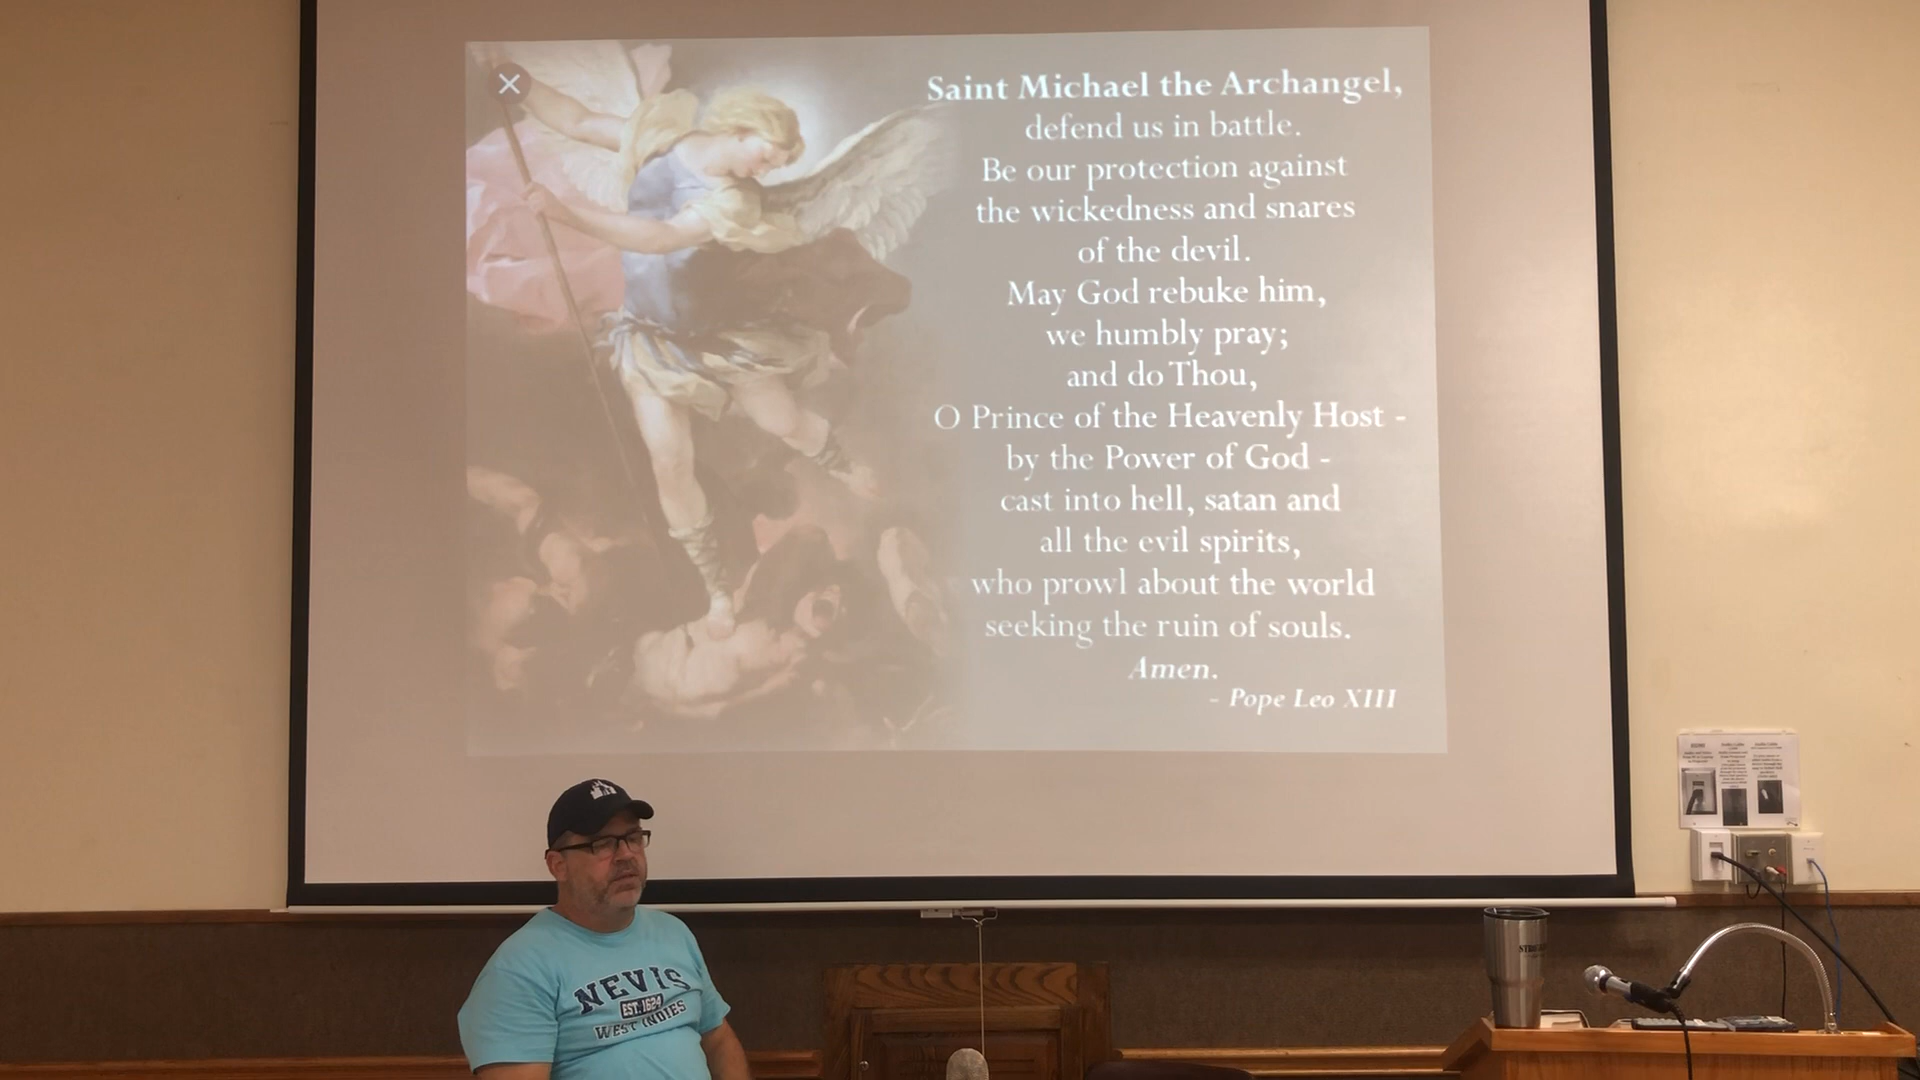 Saint Michael the Archangel,
defend us in battle.
Be our protection against
the wickedness and snares
of the devil.
May God rebuke him,
we humbly pray;
and do Thou,
O Prince of the Heavenly Host -
by the Power of God -
cast into hell, satan and
all the evil spirits,
who prowl about the world
seeking the ruin of souls.
Amen.
- Pope Leo XIII
NEVIS
EST. 1624
WEST INDIES